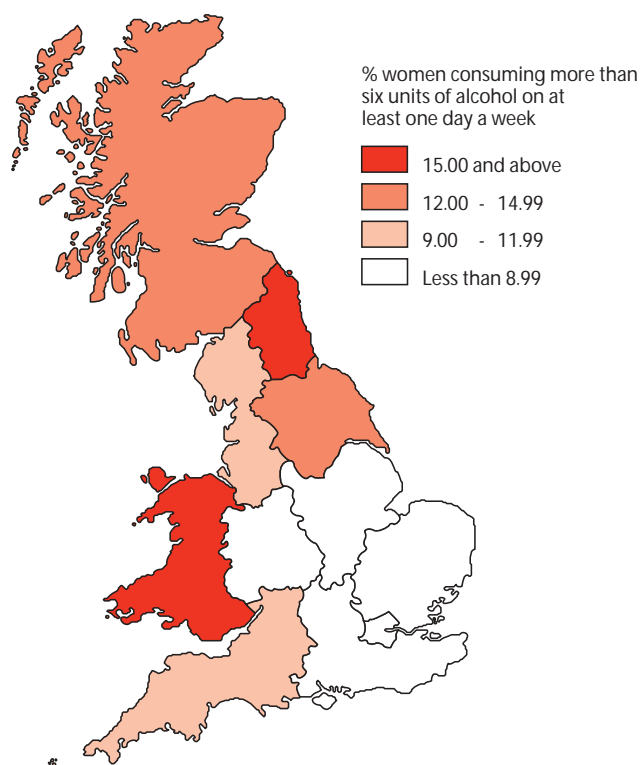 % women consuming more than
six units of alcohol on at
least one day a week
15.00 and above
12.00 - 14.99
9.00 - 11.99
Less than 8.99